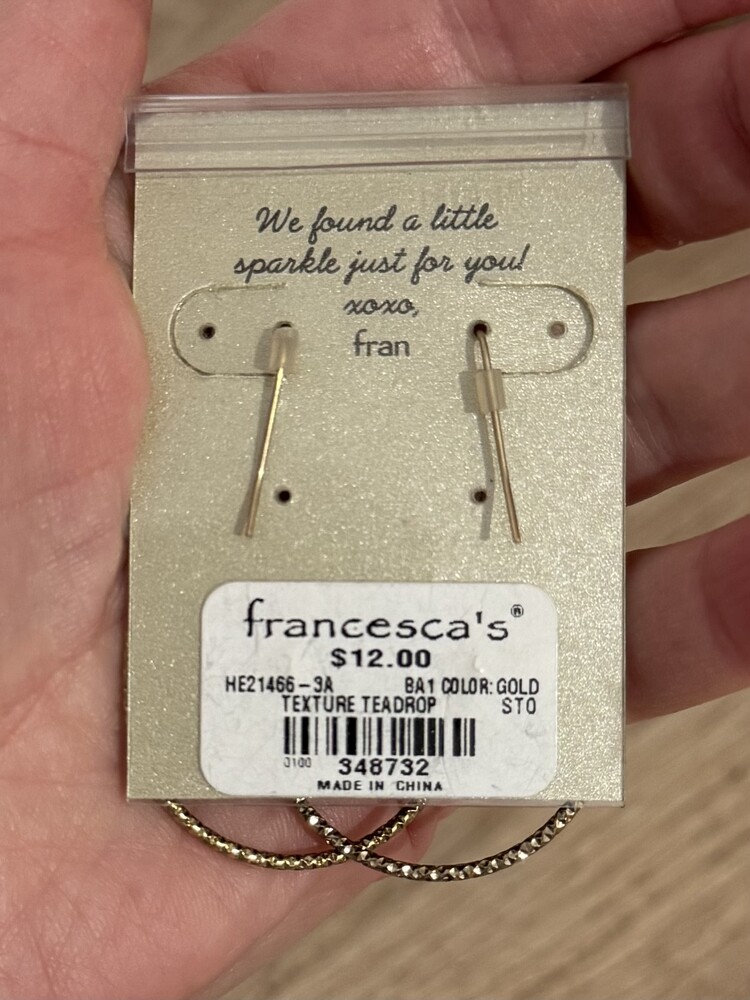 We found a little
sparkle just for you!
xoxo,
fran
francesca's®
$12.00
HE21466-3A BA1 COLOR: GOLD
TEXTURE TEADROP STO
0100
348732
MADE IN CHINA